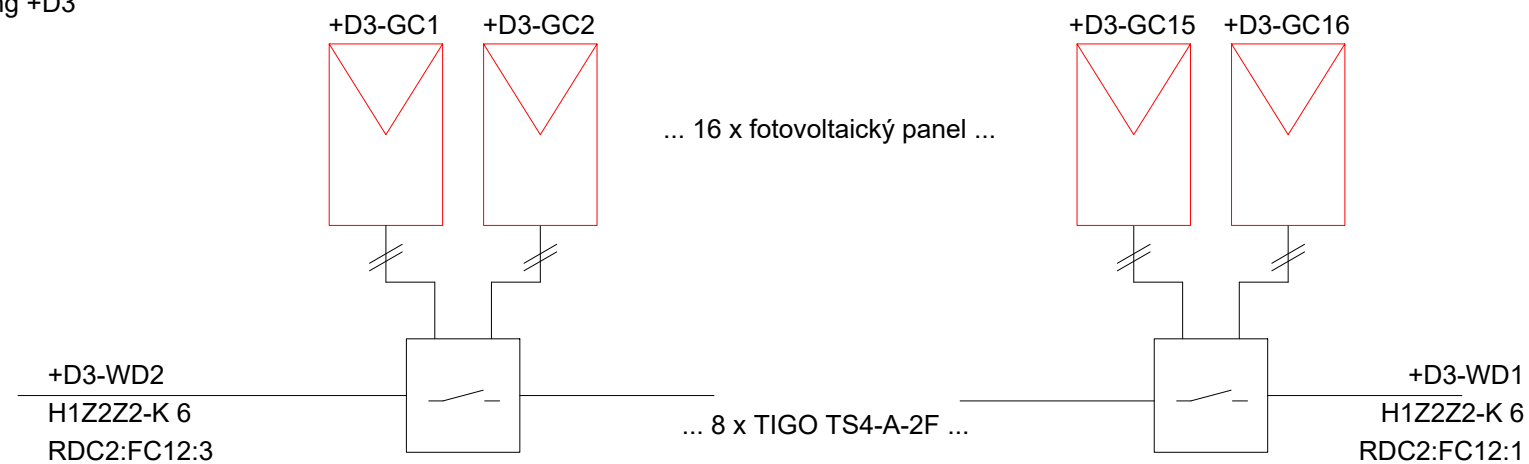 +D3
+D3-GC1
+D3-GC2
+D3-GC15
+D3-GC16
... 16 x fotovoltaický panel ...
+D3-WD2
H1Z2Z2-K 6
RDC2:FC12:3
... 8 x TIGO TS4-A-2F ...
+D3-WD1
H1Z2Z2-K 6
RDC2:FC12:1